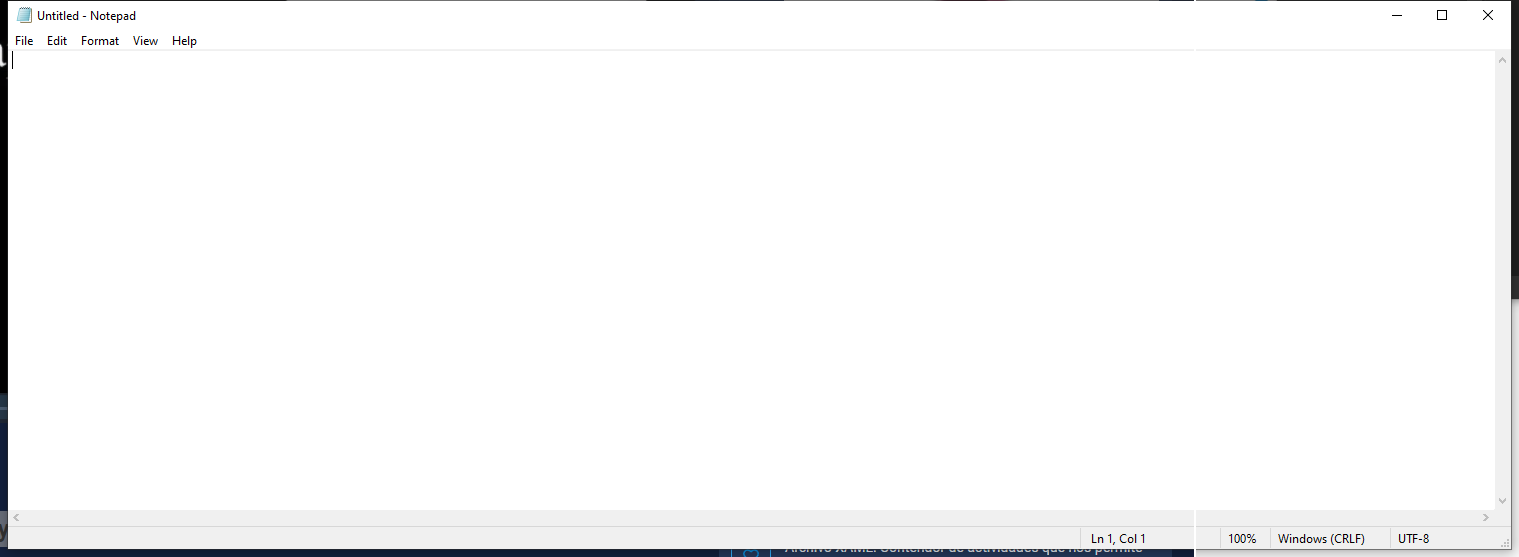 Untitled - Notepad
File Edit Format View Help
Ln 1, Col 1 100% Windows (CRLF) UTF-8
Archivo XAML: Contenedor de actividades que nos permite